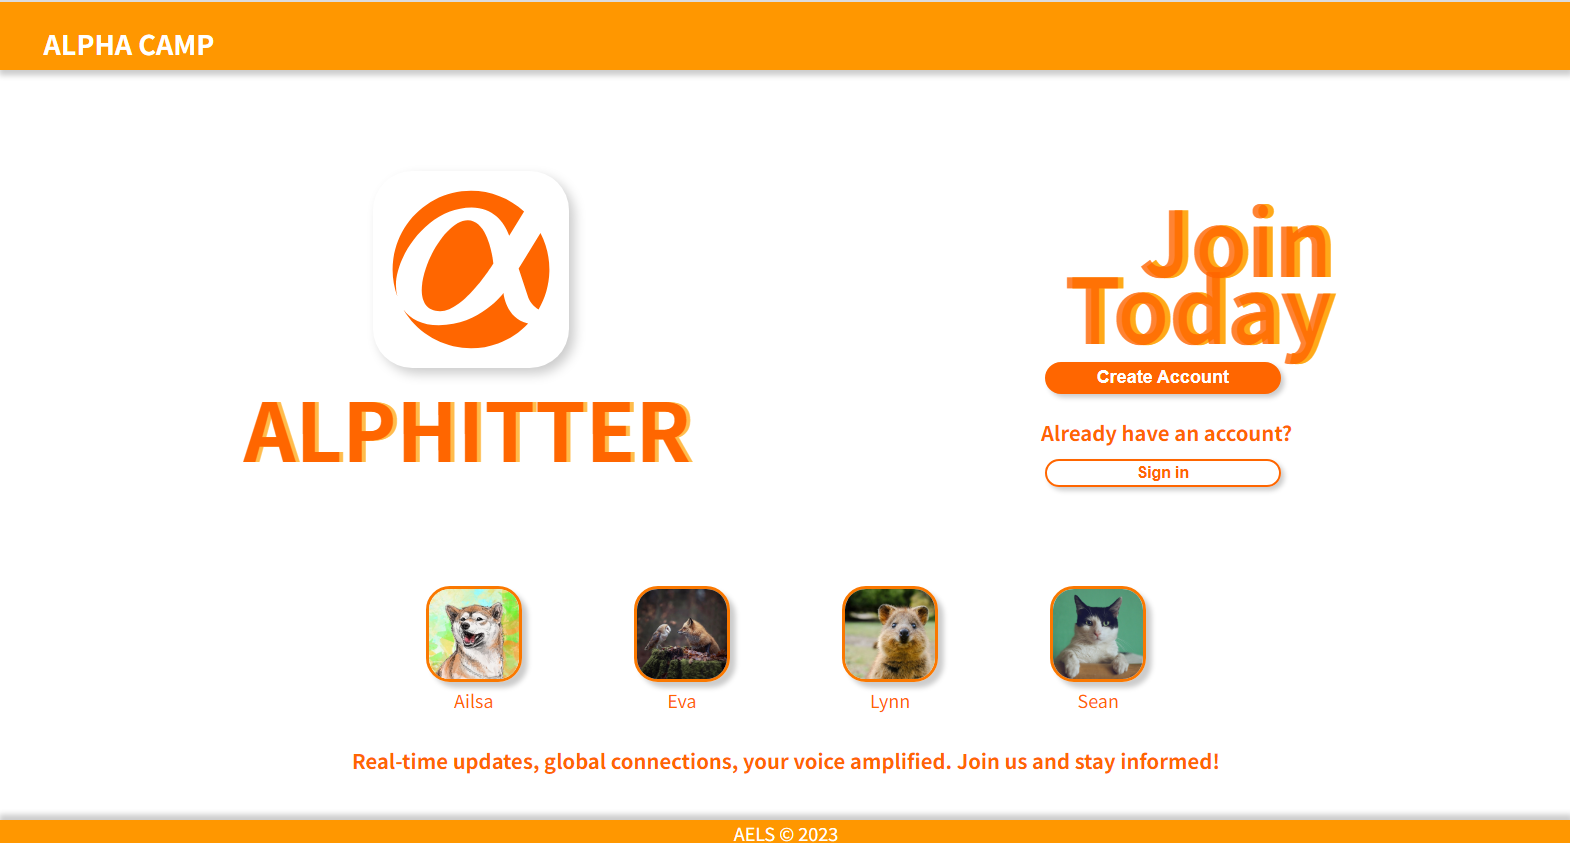 ALPHA CAMP
ALPHITTER
Join
Today
Create Account
Already have an account?
Sign in
Ailsa
Eva
Lynn
Sean
Real-time updates, global connections, your voice amplified. Join us and stay informed!
AELS © 2023